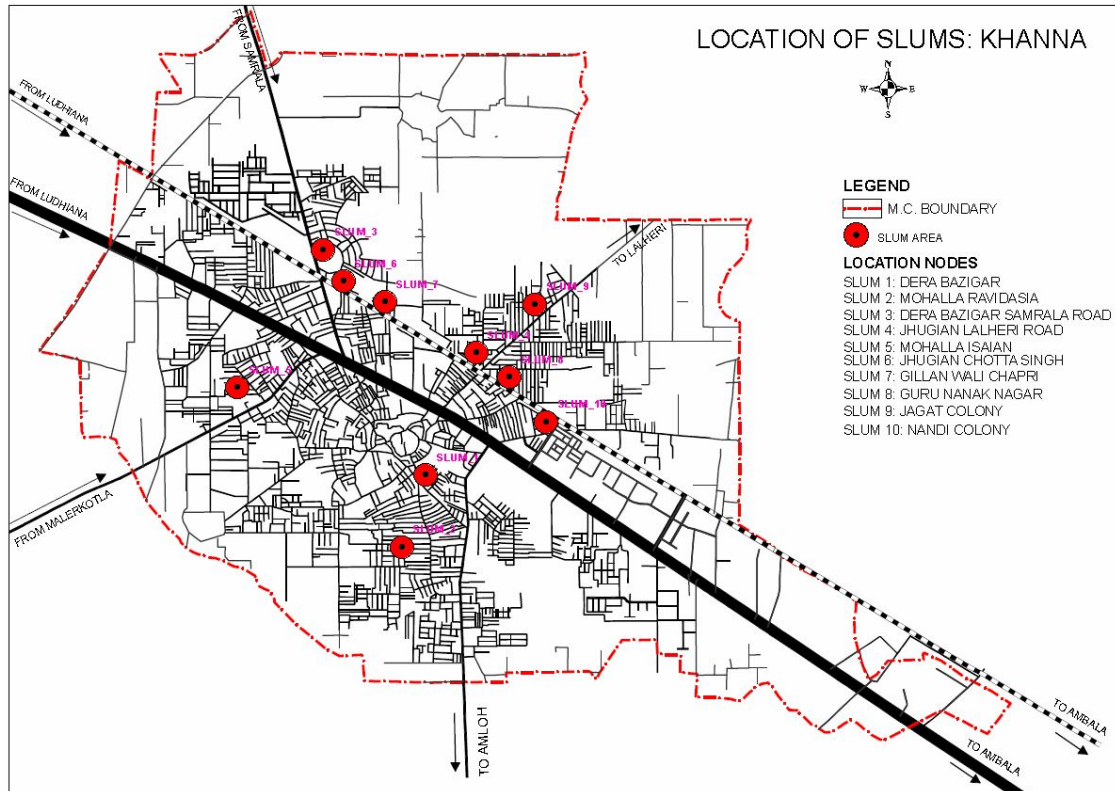 LOCATION OF SLUMS: KHANNA
N
W E
S
FROM SAMRALA
FROM LUDHIANA
FROM LUDHIANA
LEGEND
M.C. BOUNDARY
SLUM AREA
LOCATION NODES
SLUM 1: DERA BAZIGAR
SLUM 2: MOHALLA RAVIDASIA
SLUM 3: DERA BAZIGAR SAMRALA ROAD
SLUM 4: JHUGIAN LALHERI ROAD
SLUM 5: MOHALLA ISAIAN
SLUM 6: JHUGIAN CHOTTA SINGH
SLUM 7: GILLAN WALI CHAPRI
SLUM 8: GURU NANAK NAGAR
SLUM 9: JAGAT COLONY
SLUM 10: NANDI COLONY
SLUM_3
TO LALHERI
SLUM_6
SLUM_7
SLUM_9
SLUM_4
SLUM_8
SLUM_5
SLUM_10
SLUM_1
FROM MALERKOTLA
SLUM_2
TO AMLOH
TO AMBALA
TO AMBALA